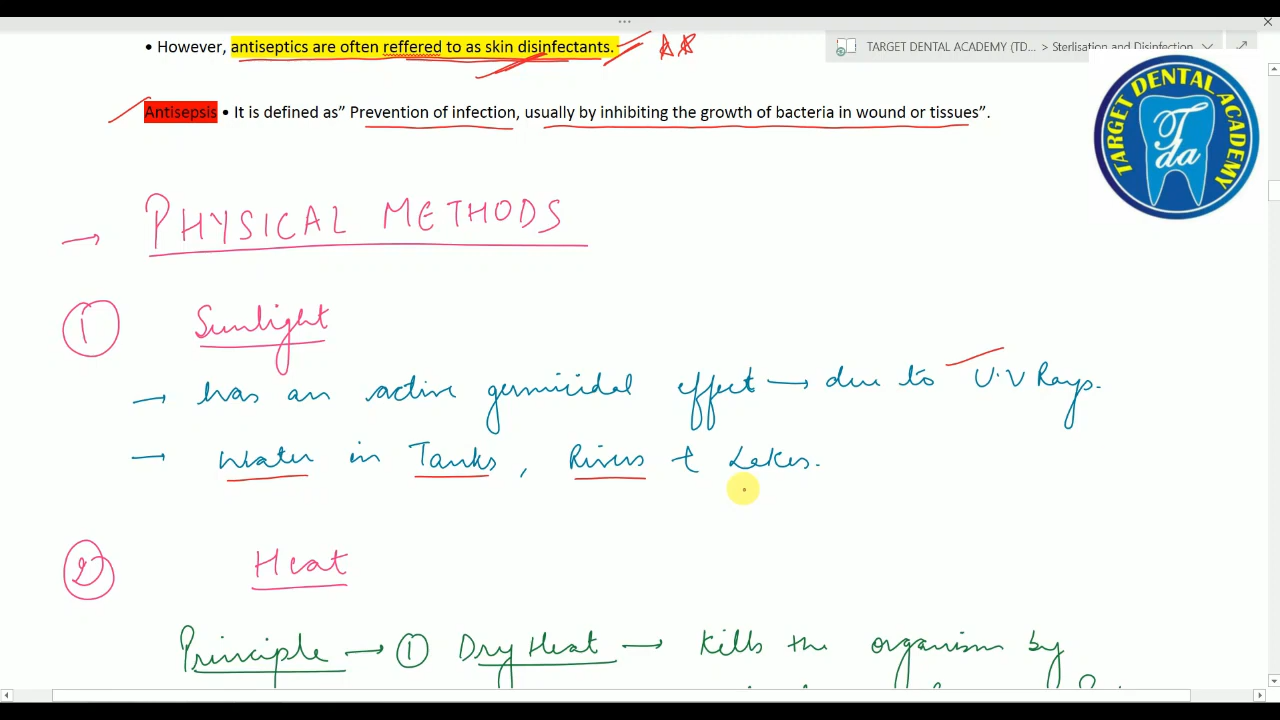 • However, antiseptics are often reffered to as skin disinfectants.
TARGET DENTAL ACADEMY (TD... > Sterlisation and Disinfection
Antisepsis • It is defined as” Prevention of infection, usually by inhibiting the growth of bacteria in wound or tissues”.
TARGET DENTAL ACADEMY
Tda
→ PHYSICAL METHODS
① Sunlight
→ has an active germicidal effect → due to U.V Rays.
→ Water in Tanks, Rivers & Lakes.
② Heat
Principle → ① Dry Heat → Kills the organism by